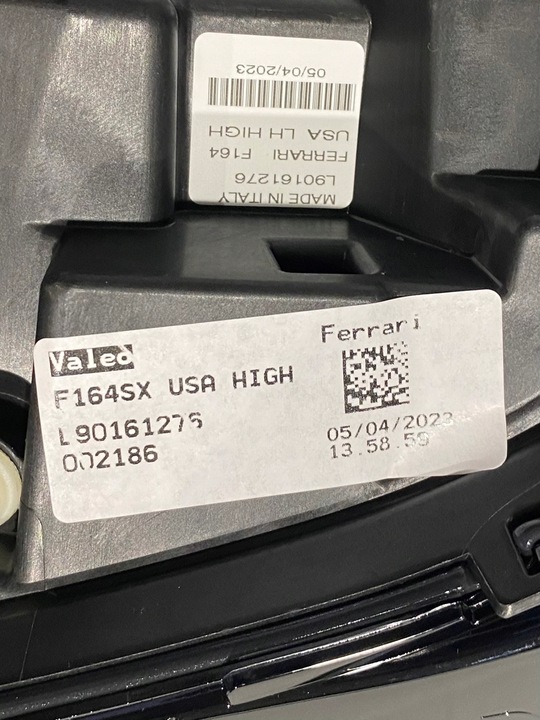 MADE IN ITALY
L90161276
FERRARI F164
USA LH HIGH
05/04/2023
Valeo
F164SX USA HIGH
L90161276
002186
Ferrari
05/04/2023
13.58.59